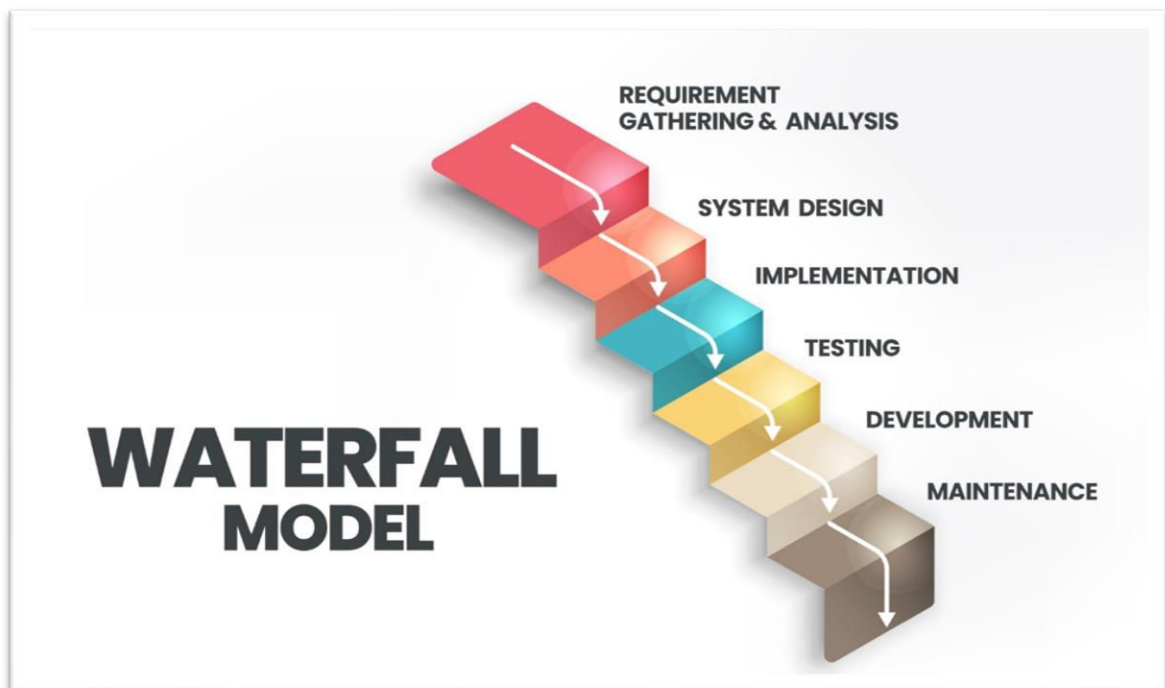 REQUIREMENT
GATHERING & ANALYSIS
SYSTEM DESIGN
IMPLEMENTATION
TESTING
DEVELOPMENT
MAINTENANCE
WATERFALL
MODEL